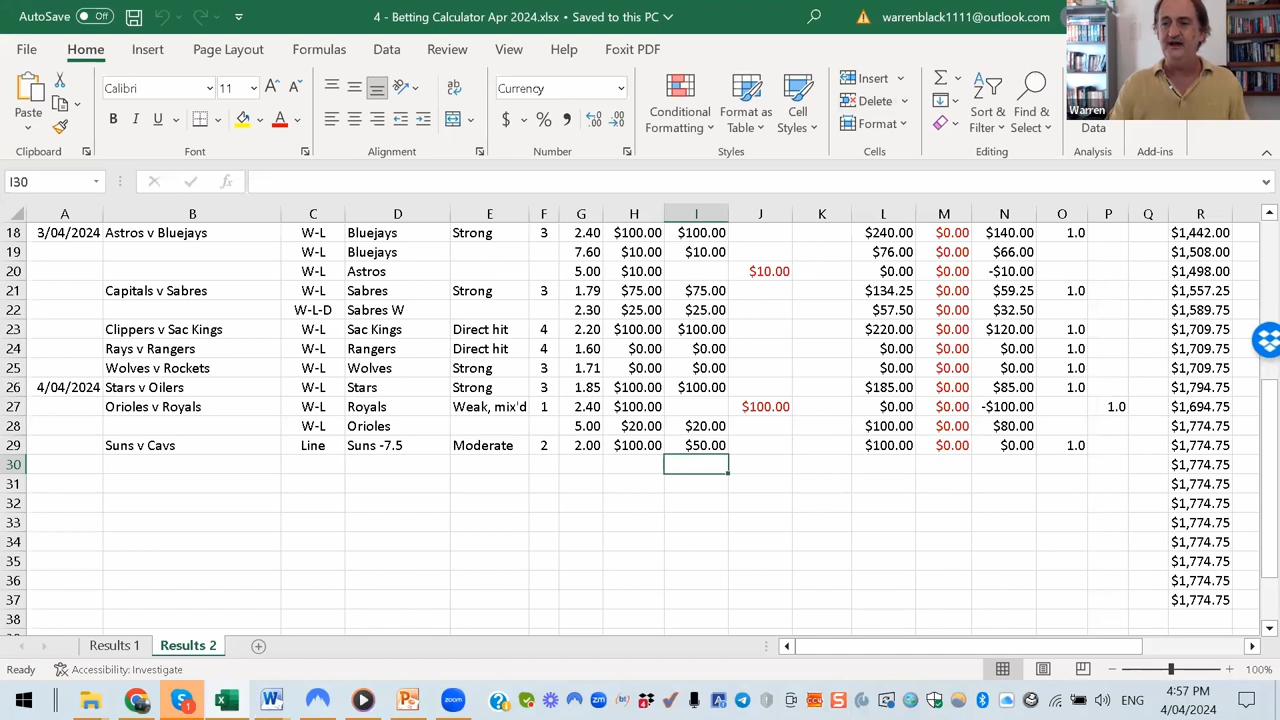 AutoSave Off 4 - Betting Calculator Apr 2024.xlsx • Saved to this PC warrenblack1111@outlook.com
File Home Insert Page Layout Formulas Data Review View Help Foxit PDF
Paste Calibri 11 Currency Conditional Formatting Format as Table Cell Styles Insert Delete Format Sort & Filter Find & Select Data
Warren
Clipboard Font Alignment Number Styles Cells Editing Analysis Add-ins
I30 fx
A B C D E F G H I J K L M N O P Q R
18 3/04/2024 Astros v Bluejays W-L Bluejays Strong 3 2.40 $100.00 $100.00 $240.00 $0.00 $140.00 1.0 $1,442.00
19 W-L Bluejays 7.60 $10.00 $10.00 $76.00 $0.00 $66.00 $1,508.00
20 W-L Astros 5.00 $10.00 $10.00 $0.00 $0.00 -$10.00 $1,498.00
21 Capitals v Sabres W-L Sabres Strong 3 1.79 $75.00 $75.00 $134.25 $0.00 $59.25 1.0 $1,557.25
22 W-L-D Sabres W 2.30 $25.00 $25.00 $57.50 $0.00 $32.50 $1,589.75
23 Clippers v Sac Kings W-L Sac Kings Direct hit 4 2.20 $100.00 $100.00 $220.00 $0.00 $120.00 1.0 $1,709.75
24 Rays v Rangers W-L Rangers Direct hit 4 1.60 $0.00 $0.00 $0.00 $0.00 $0.00 1.0 $1,709.75
25 Wolves v Rockets W-L Wolves Strong 3 1.71 $0.00 $0.00 $0.00 $0.00 $0.00 1.0 $1,709.75
26 4/04/2024 Stars v Oilers W-L Stars Strong 3 1.85 $100.00 $100.00 $185.00 $0.00 $85.00 1.0 $1,794.75
27 Orioles v Royals W-L Royals Weak, mix'd 1 2.40 $100.00 $100.00 $0.00 $0.00 -$100.00 1.0 $1,694.75
28 W-L Orioles 5.00 $20.00 $20.00 $100.00 $0.00 $80.00 $1,774.75
29 Suns v Cavs Line Suns -7.5 Moderate 2 2.00 $100.00 $50.00 $100.00 $0.00 $0.00 1.0 $1,774.75
30 $1,774.75
31 $1,774.75
32 $1,774.75
33 $1,774.75
34 $1,774.75
35 $1,774.75
36 $1,774.75
37 $1,774.75
38
Results 1 Results 2
Ready Accessibility: Investigate 100%
ENG 4:57 PM
4/04/2024